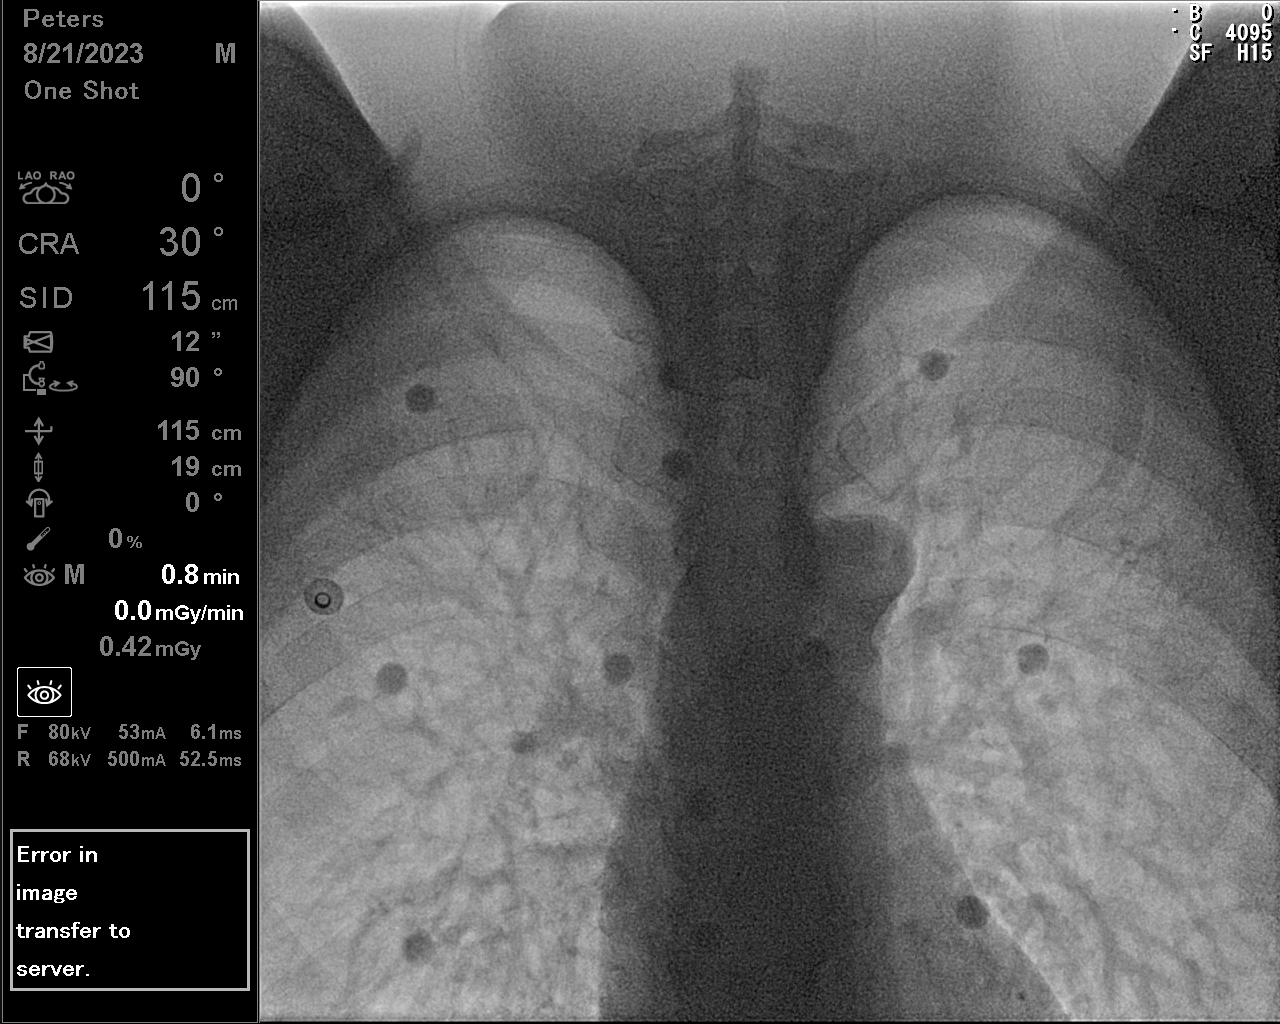 Peters
8/21/2023 M
One Shot
LAO RAO
0 °
CRA 30 °
SID 115 cm
12 ”
90 °
115 cm
19 cm
0 °
0 %
M 0.8 min
0.0 mGy/min
0.42 mGy
F 80kV 53mA 6.1ms
R 68kV 500mA 52.5ms
Error in
image
transfer to
server.
B 0
C 4095
SF H15